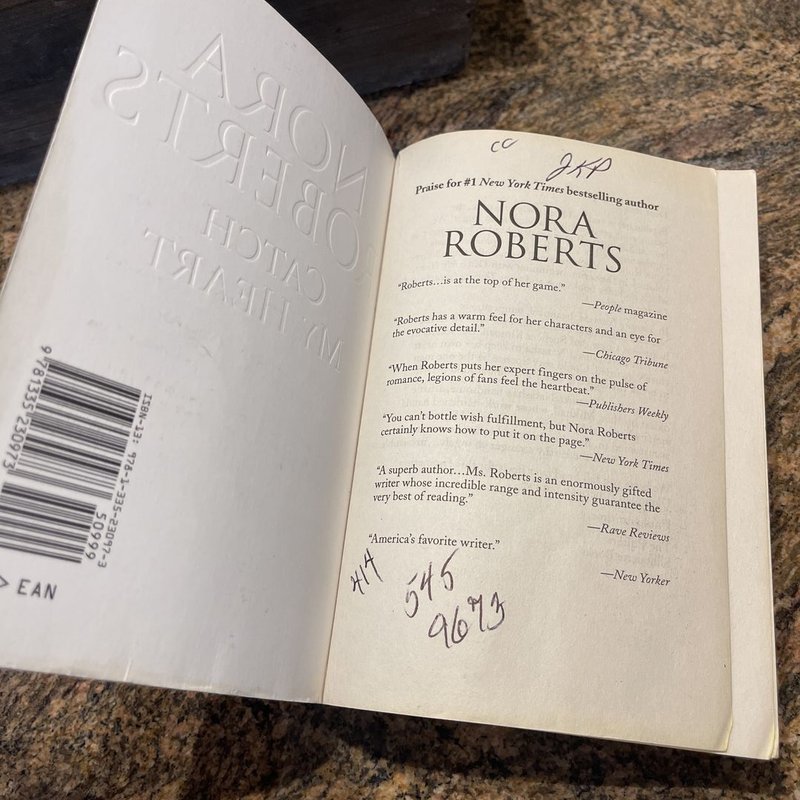 NORA
ROBERTS
CATCH
MY HEART
ISBN-13: 978-1-335-23097-3
50999
9781335230973
> EAN
cc
JKP
Praise for #1 New York Times bestselling author
NORA
ROBERTS
“Roberts…is at the top of her game.”
—People magazine
“Roberts has a warm feel for her characters and an eye for
the evocative detail.”
—Chicago Tribune
“When Roberts puts her expert fingers on the pulse of
romance, legions of fans feel the heartbeat.”
—Publishers Weekly
“You can’t bottle wish fulfillment, but Nora Roberts
certainly knows how to put it on the page.”
—New York Times
“A superb author…Ms. Roberts is an enormously gifted
writer whose incredible range and intensity guarantee the
very best of reading.”
—Rave Reviews
“America’s favorite writer.”
—New Yorker
414
545
9673